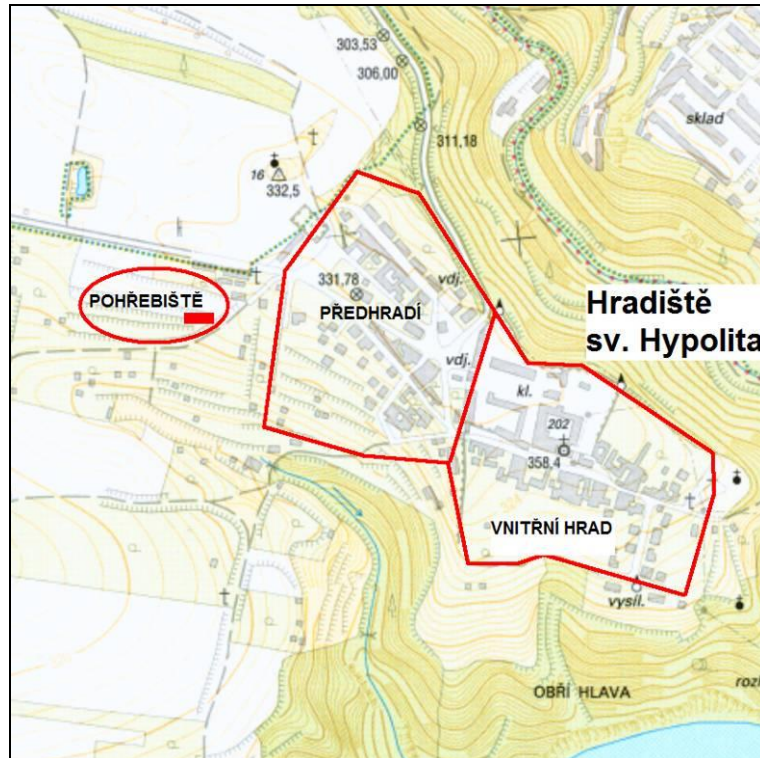 303,53
306,00
311,18
sklad
16
332,5
POHŘEBIŠTĚ
331,78
PŘEDHRADÍ
vdj.
Hradiště
sv. Hypolita
vdj.
kl.
202
358,4
VNITŘNÍ HRAD
vysíl.
OBŘÍ HLAVA
rozl